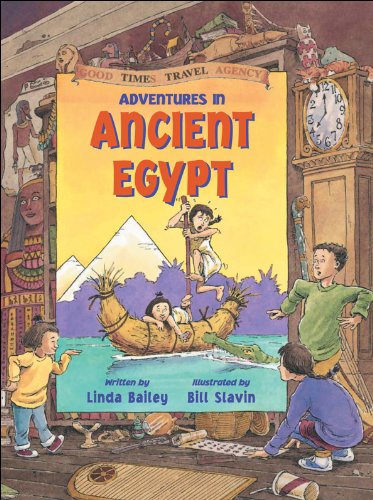 GOOD TIMES TRAVEL AGENCY
ADVENTURES IN
ANCIENT
EGYPT
Written by
Linda Bailey
Illustrated by
Bill Slavin